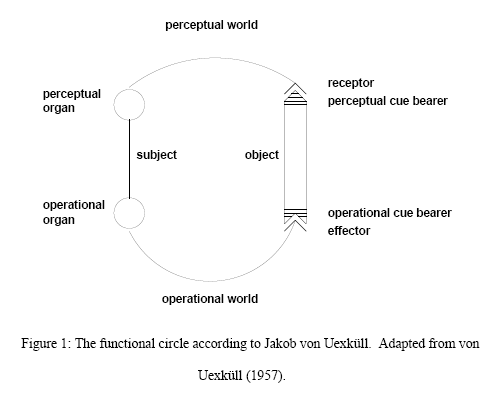 perceptual world
perceptual
organ
receptor
perceptual cue bearer
subject
object
operational
organ
operational cue bearer
effector
operational world
Figure 1: The functional circle according to Jakob von Uexküll. Adapted from von
Uexküll (1957).